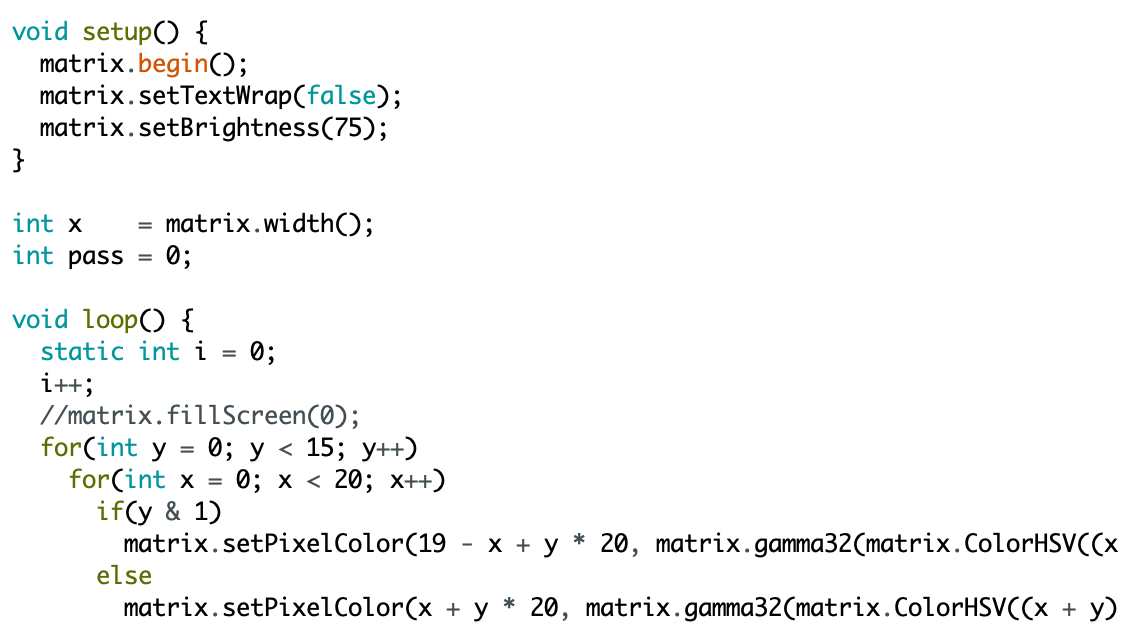 void setup() {
  matrix.begin();
  matrix.setTextWrap(false);
  matrix.setBrightness(75);
}

int x    = matrix.width();
int pass = 0;

void loop() {
  static int i = 0;
  i++;
  //matrix.fillScreen(0);
  for(int y = 0; y < 15; y++)
    for(int x = 0; x < 20; x++)
      if(y & 1)
        matrix.setPixelColor(19 - x + y * 20, matrix.gamma32(matrix.ColorHSV((x
      else
        matrix.setPixelColor(x + y * 20, matrix.gamma32(matrix.ColorHSV((x + y)